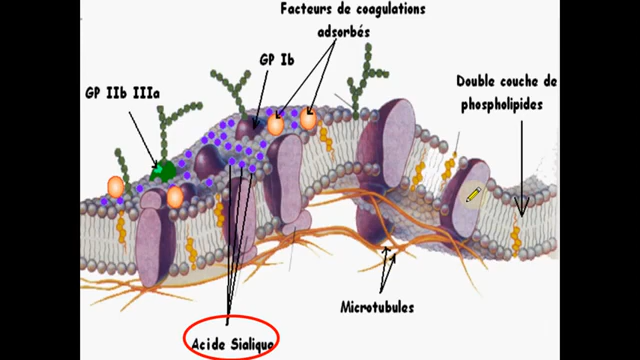 Facteurs de coagulations
adsorbés
GP Ib
GP IIb IIIa
Double couche de
phospholipides
Microtubules
Acide Sialique